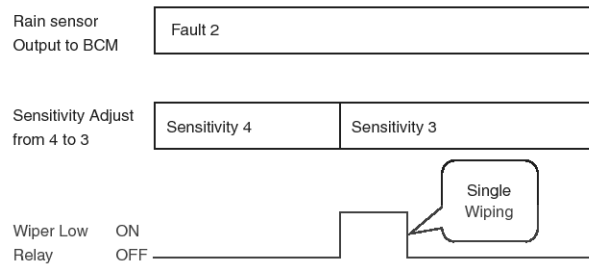 Rain sensor
Output to BCM
Fault 2
Sensitivity Adjust
from 4 to 3
Sensitivity 4
Sensitivity 3
Single
Wiping
Wiper Low ON
Relay OFF